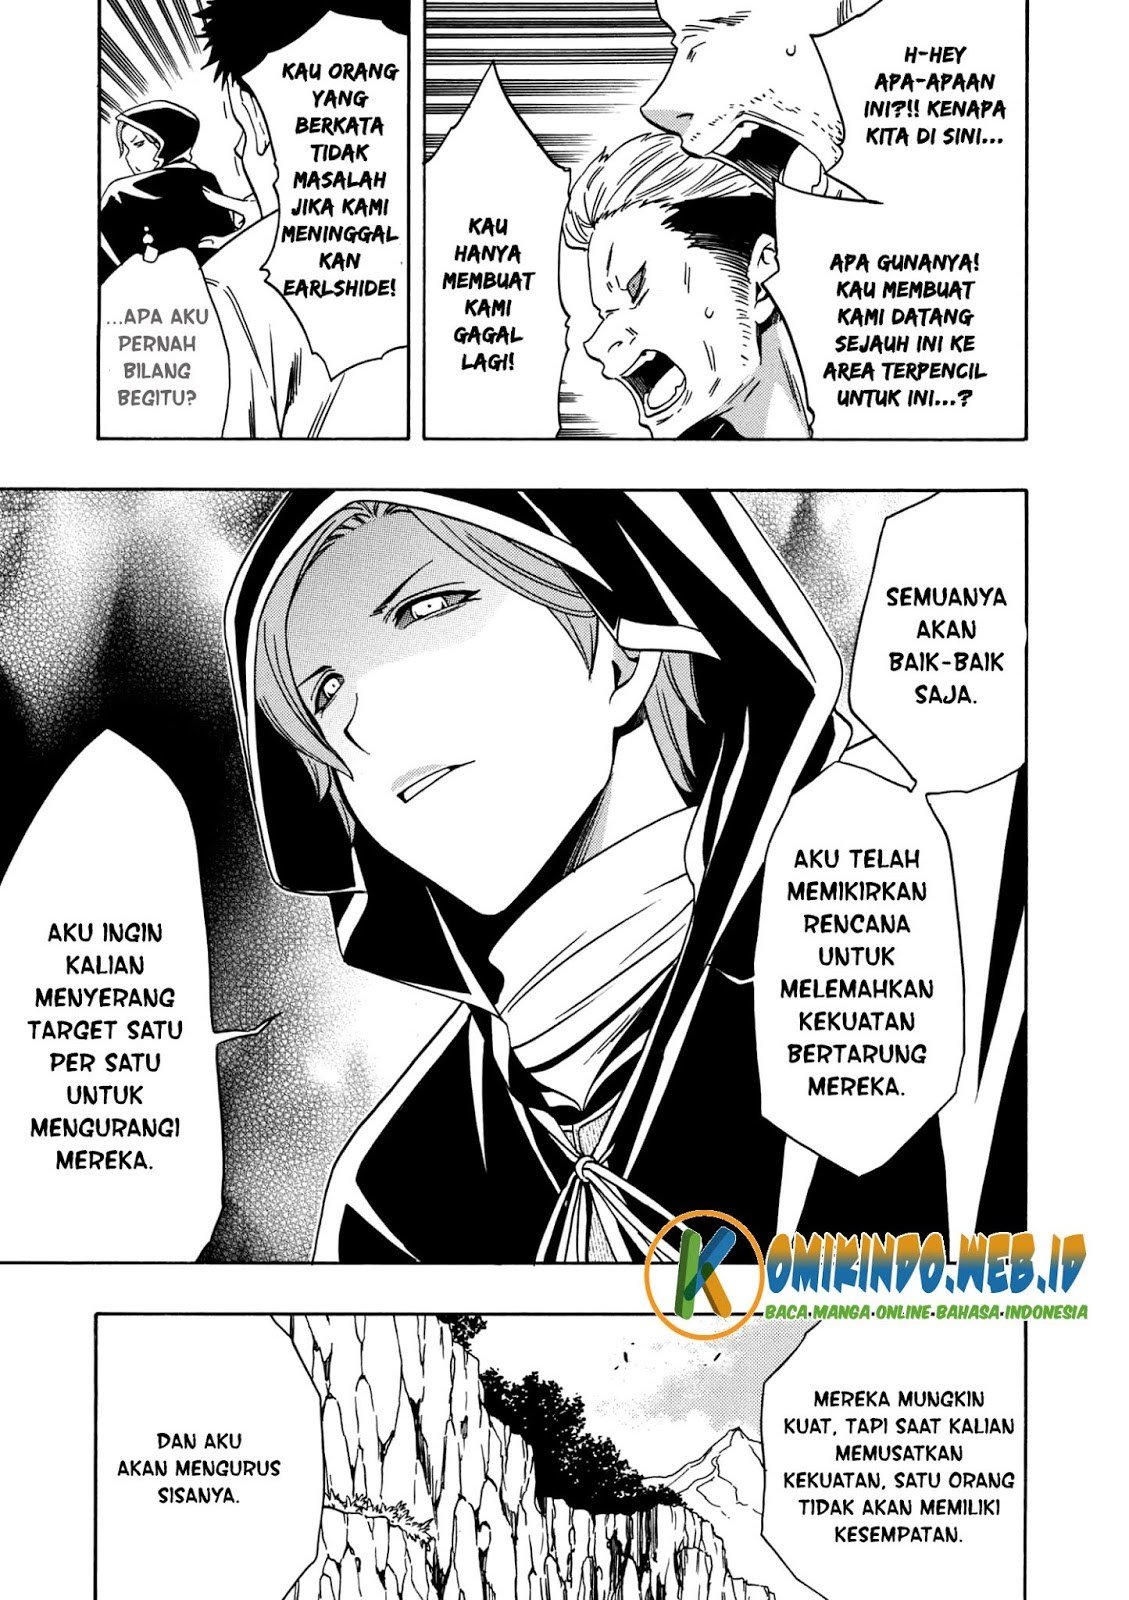 H-HEY
APA-APAAN
INI?!! KENAPA
KITA DI SINI...
APA GUNANYA!
KAU MEMBUAT
KAMI DATANG
SEJAUH INI KE
AREA TERPENCIL
UNTUK INI...?
KAU
HANYA
MEMBUAT
KAMI
GAGAL
LAGI!
KAU ORANG
YANG
BERKATA
TIDAK
MASALAH
JIKA KAMI
MENINGGAL
KAN
EARLSHIDE!
...APA AKU
PERNAH
BILANG
BEGITU?
SEMUANYA
AKAN
BAIK-BAIK
SAJA.
AKU TELAH
MEMIKIRKAN
RENCANA
UNTUK
MELEMAHKAN
KEKUATAN
BERTARUNG
MEREKA.
AKU INGIN
KALIAN
MENYERANG
TARGET SATU
PER SATU
UNTUK
MENGURANGI
MEREKA.
KOMIKINDO.WEB.ID
BACA•MANGA•ONLINE•BAHASA•INDONESIA
MEREKA MUNGKIN
KUAT, TAPI SAAT KALIAN
MEMUSATKAN
KEKUATAN, SATU ORANG
TIDAK AKAN MEMILIKI
KESEMPATAN.
DAN AKU
AKAN MENGURUS
SISANYA.